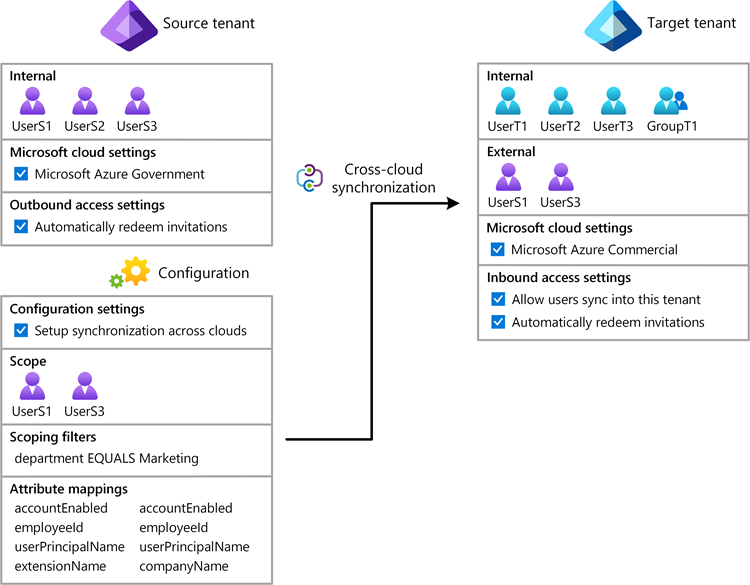 Source tenant
Internal
UserS1 UserS2 UserS3
Microsoft cloud settings
Microsoft Azure Government
Outbound access settings
Automatically redeem invitations
Configuration
Configuration settings
Setup synchronization across clouds
Scope
UserS1 UserS3
Scoping filters
department EQUALS Marketing
Attribute mappings
accountEnabled accountEnabled
employeeId employeeId
userPrincipalName userPrincipalName
extensionName companyName
Cross-cloud
synchronization
Target tenant
Internal
UserT1 UserT2 UserT3 GroupT1
External
UserS1 UserS3
Microsoft cloud settings
Microsoft Azure Commercial
Inbound access settings
Allow users sync into this tenant
Automatically redeem invitations